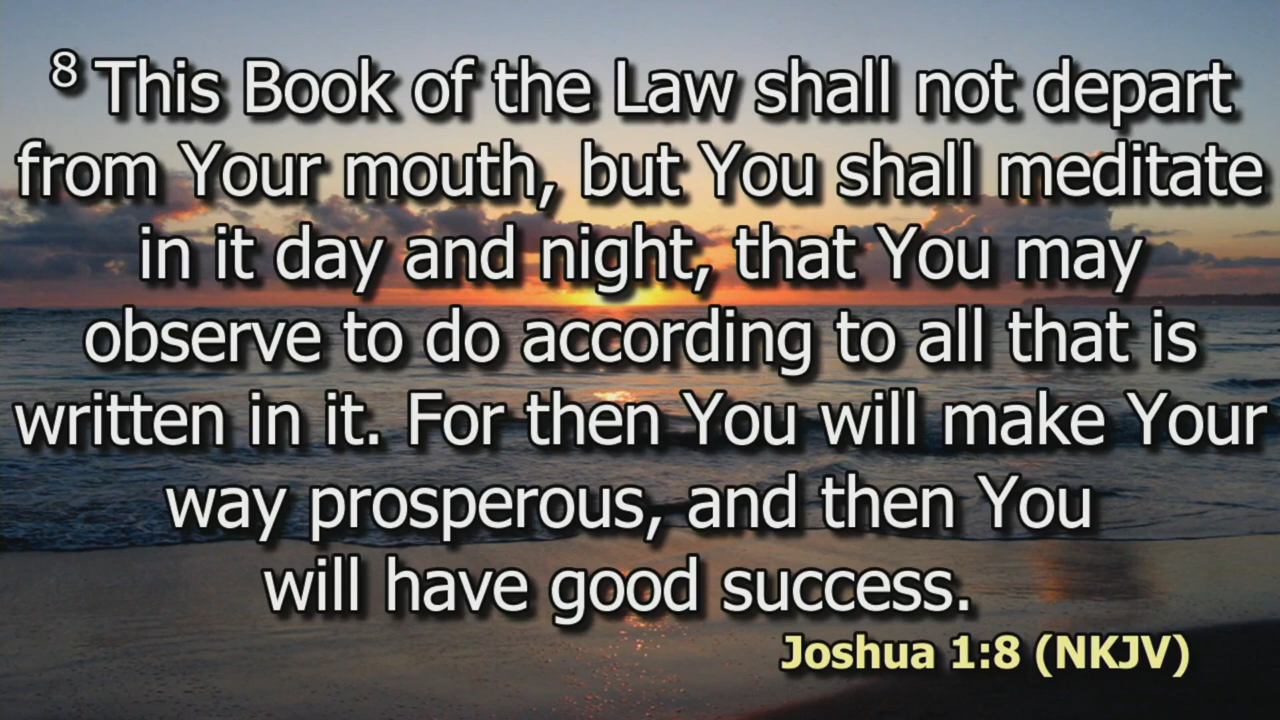 8 This Book of the Law shall not depart
from Your mouth, but You shall meditate
in it day and night, that You may
observe to do according to all that is
written in it. For then You will make Your
way prosperous, and then You
will have good success.
Joshua 1:8 (NKJV)